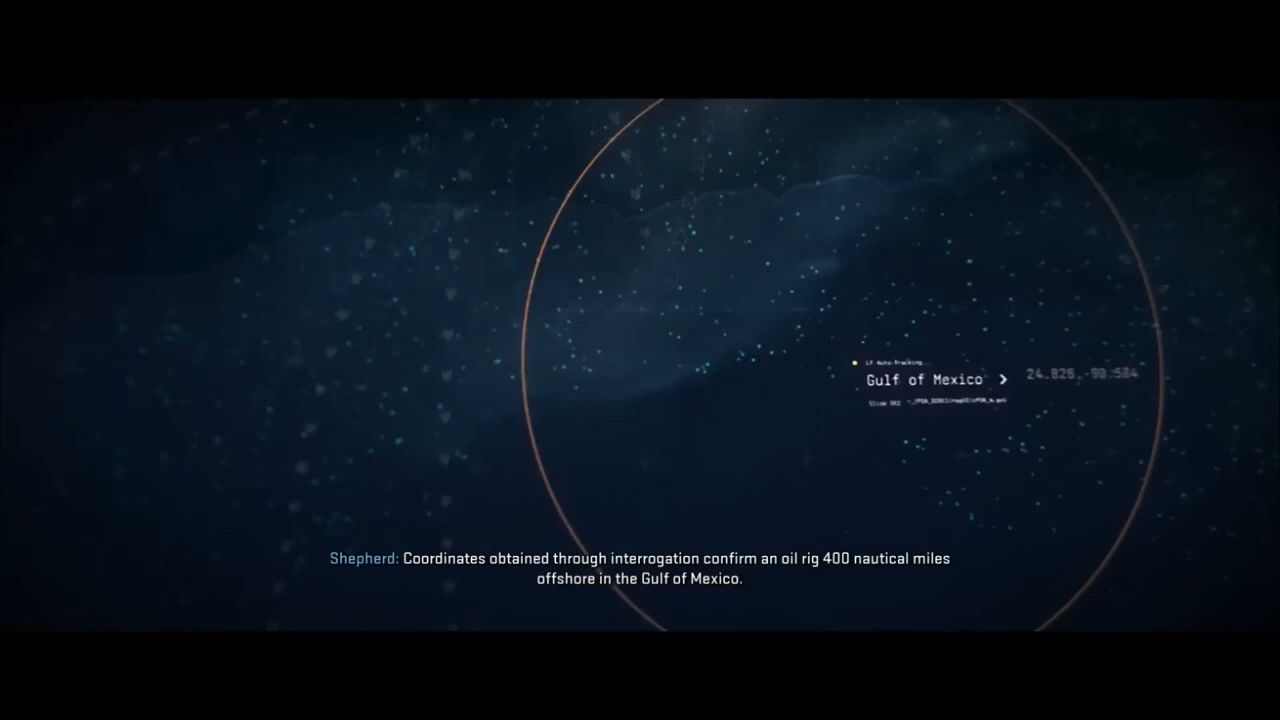 Gulf of Mexico
Shepherd: Coordinates obtained through interrogation confirm an oil rig 400 nautical miles
offshore in the Gulf of Mexico.